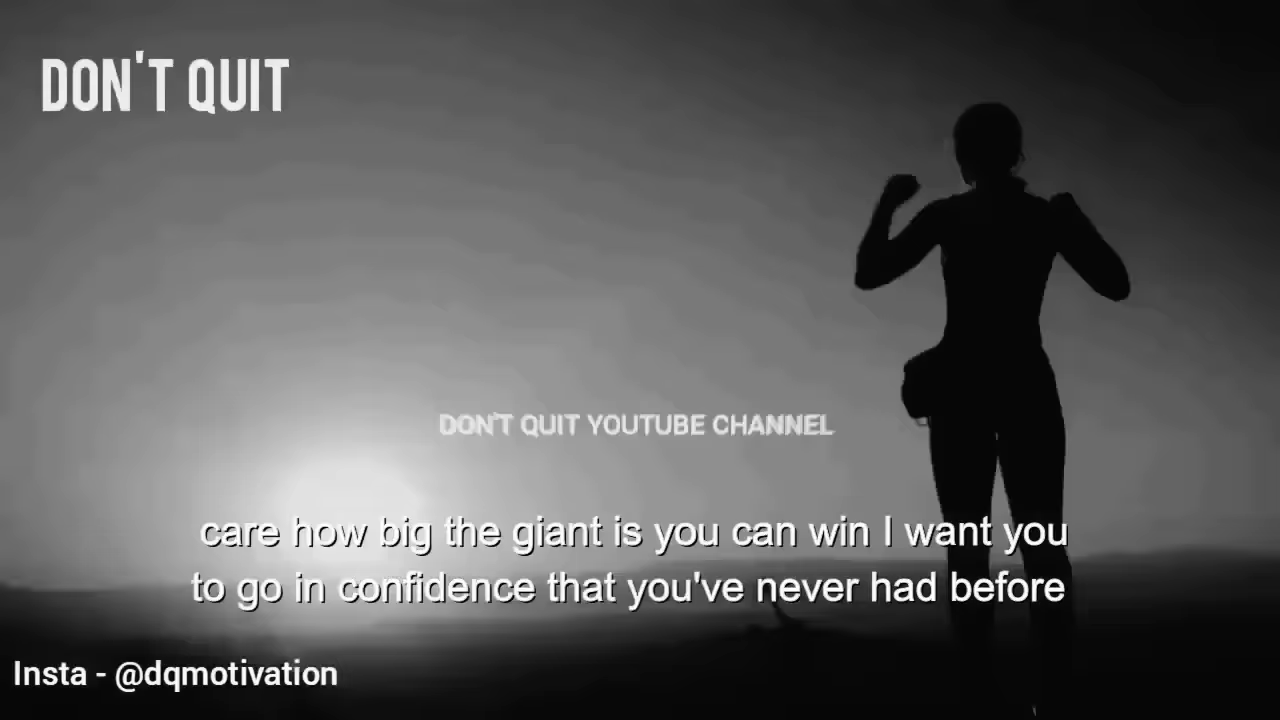 DON'T QUIT
DON'T QUIT YOUTUBE CHANNEL
care how big the giant is you can win I want you
to go in confidence that you've never had before
Insta - @dqmotivation